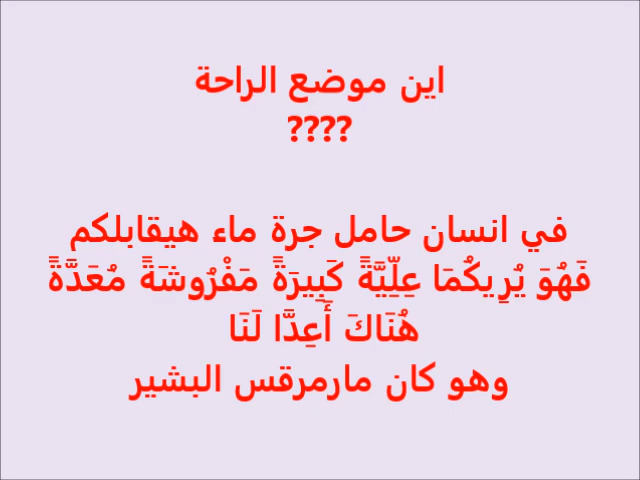 اين موضع الراحة
????
في انسان حامل جرة ماء هيقابلكم
فَهُوَ يُرِيكُمَا عِلِّيَّةً كَبِيرَةً مَفْرُوشَةً مُعَدَّةً
هُنَاكَ أَعِدَّا لَنَا
وهو كان مارمرقس البشير